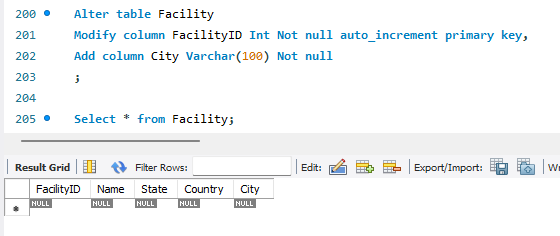 200 Alter table Facility
201 Modify column FacilityID Int Not null auto_increment primary key,
202 Add column City Varchar(100) Not null
203 ;
204
205 Select * from Facility;
Result Grid Filter Rows: Edit: Export/Import: Wr
FacilityID Name State Country City
* NULL NULL NULL NULL NULL